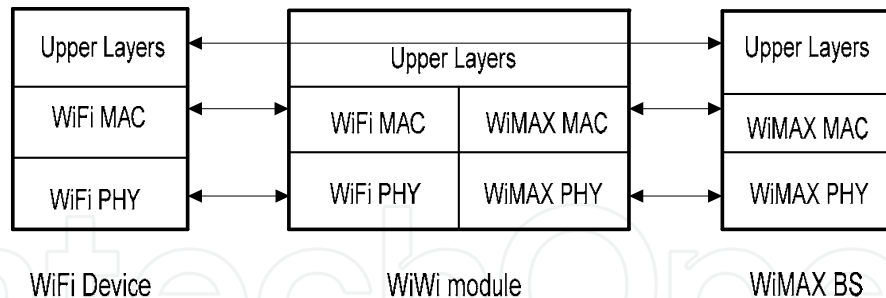 Upper Layers
WiFi MAC
WiFi PHY
WiFi Device
Upper Layers
WiFi MAC
WiMAX MAC
WiFi PHY
WiMAX PHY
WiWi module
Upper Layers
WiMAX MAC
WiMAX PHY
WiMAX BS